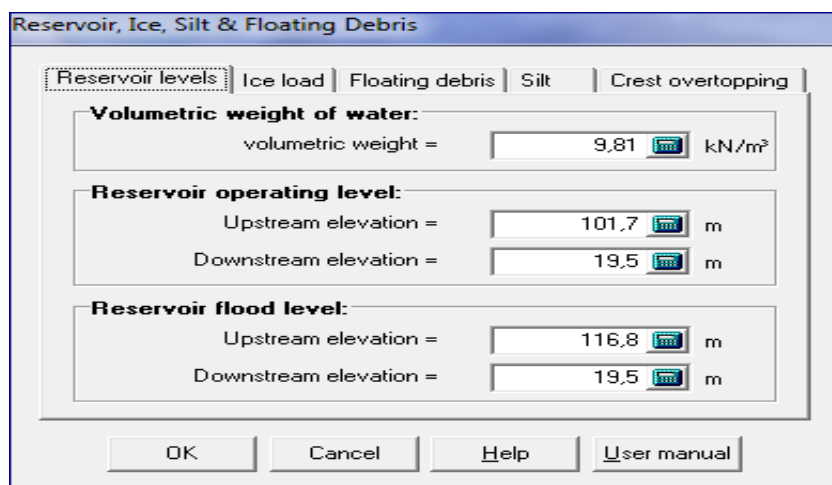 Reservoir, Ice, Silt & Floating Debris
Reservoir levels Ice load Floating debris Silt Crest overtopping
Volumetric weight of water:
volumetric weight = 9,81 kN/m³
Reservoir operating level:
Upstream elevation = 101,7 m
Downstream elevation = 19,5 m
Reservoir flood level:
Upstream elevation = 116,8 m
Downstream elevation = 19,5 m
OK Cancel Help User manual